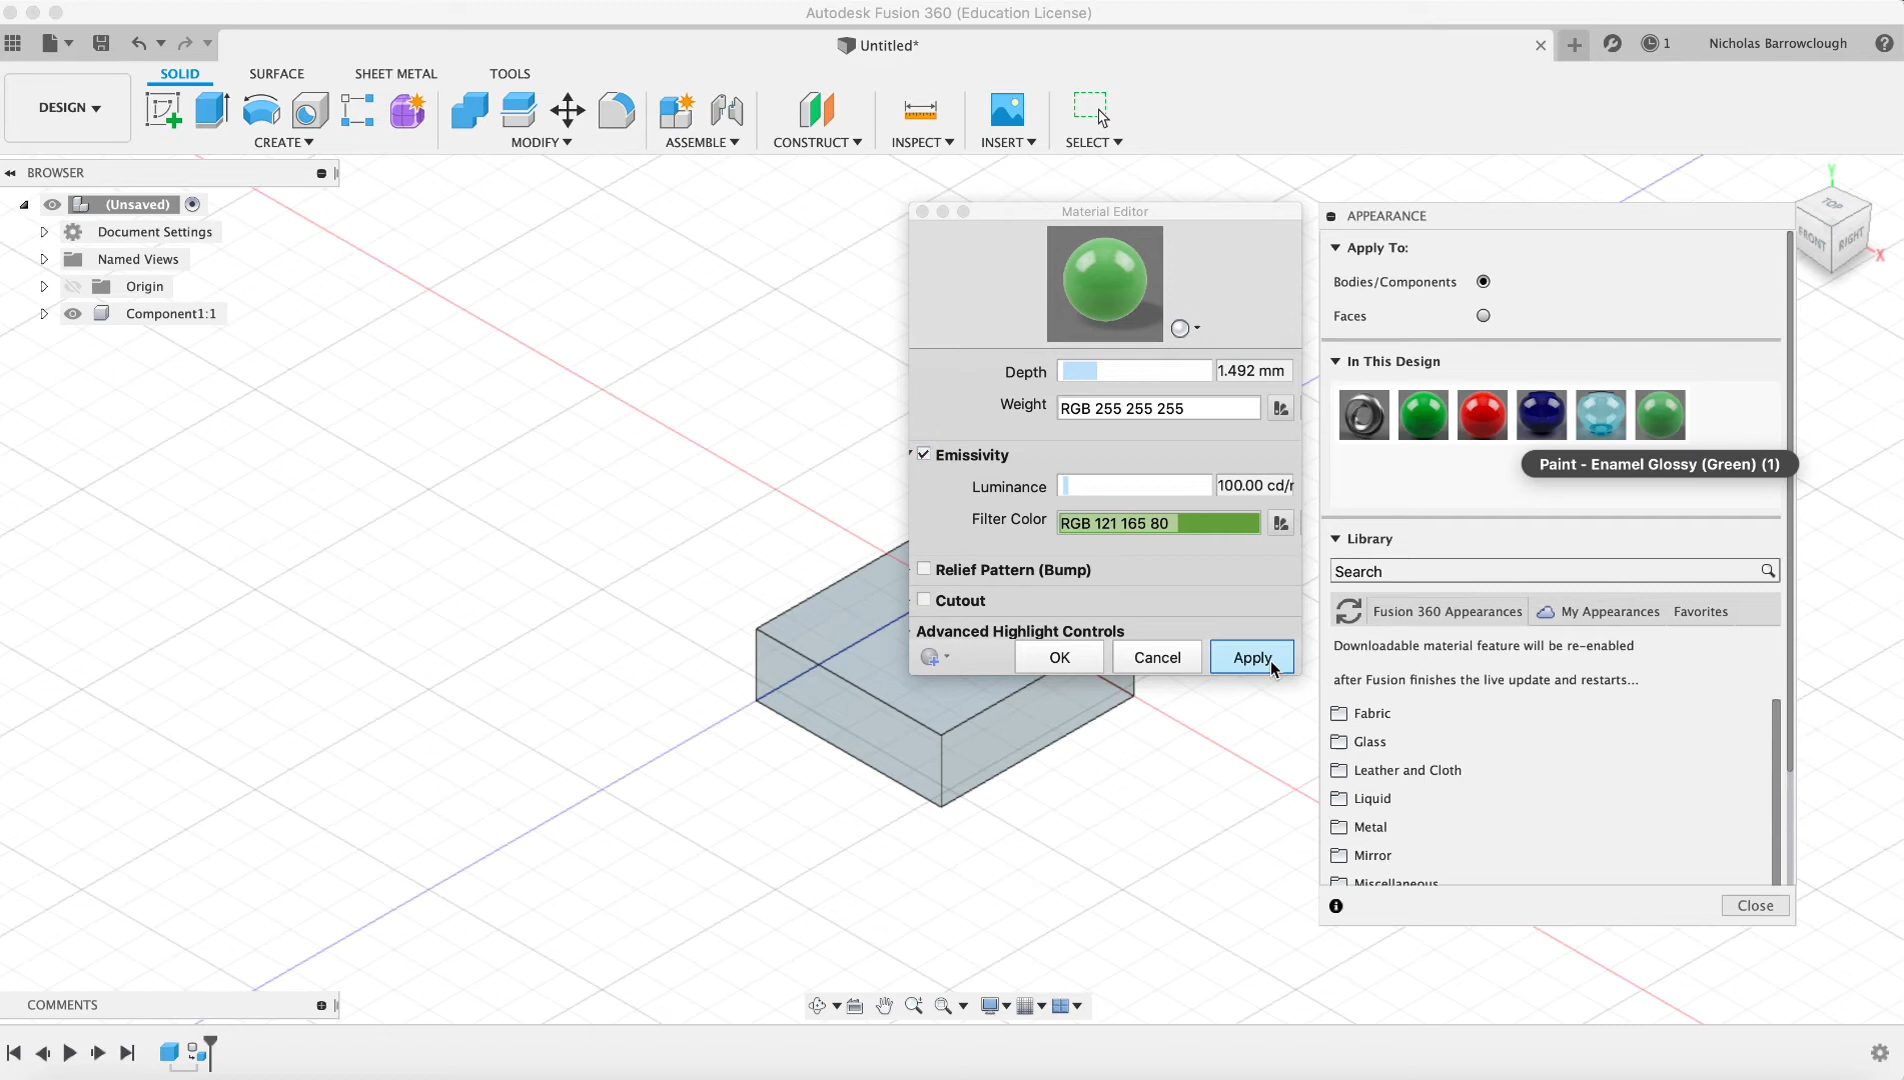 Autodesk Fusion 360 (Education License)
Untitled*
1
Nicholas Barrowclough
DESIGN
SOLID
SURFACE
SHEET METAL
TOOLS
CREATE
MODIFY
ASSEMBLE
CONSTRUCT
INSPECT
INSERT
SELECT
BROWSER
(Unsaved)
Document Settings
Named Views
Origin
Component1:1
Material Editor
Depth
1.492 mm
Weight
RGB 255 255 255
Emissivity
Luminance
100.00 cd/r
Filter Color
RGB 121 165 80
Relief Pattern (Bump)
Cutout
Advanced Highlight Controls
OK
Cancel
Apply
APPEARANCE
Apply To:
Bodies/Components
Faces
In This Design
Paint - Enamel Glossy (Green) (1)
Library
Search
Fusion 360 Appearances
My Appearances
Favorites
Downloadable material feature will be re-enabled
after Fusion finishes the live update and restarts...
Fabric
Glass
Leather and Cloth
Liquid
Metal
Mirror
Miscellaneous
Close
Y
TOP
FRONT
RIGHT
X
COMMENTS